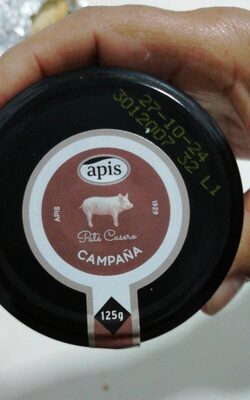 27-10-24
3012007 32 L1
apis
APIS
1929
Paté Casero
CAMPAÑA
125g